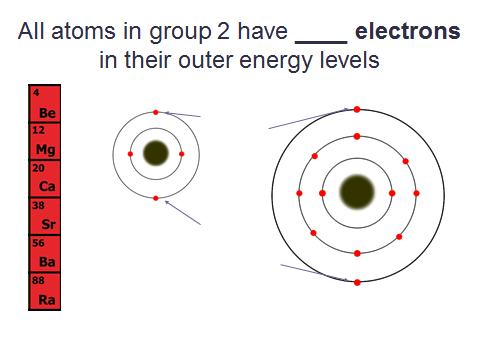 All atoms in group 2 have ____ electrons
in their outer energy levels
4
Be
12
Mg
20
Ca
38
Sr
56
Ba
88
Ra